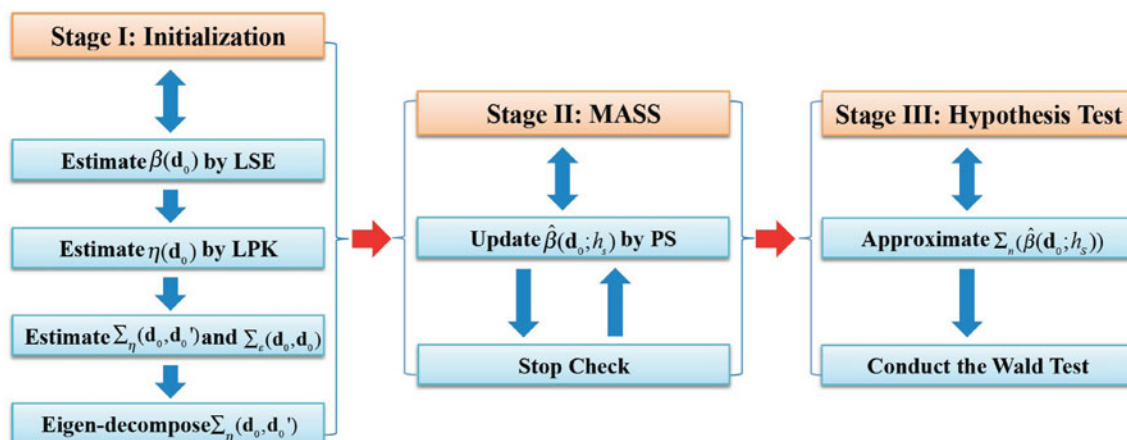 Stage I: Initialization
Estimate β(d₀) by LSE
Estimate η(d₀) by LPK
Estimate Σ_η(d₀,d₀') and Σ_ε(d₀,d₀)
Eigen-decompose Σ_η(d₀,d₀')
Stage II: MASS
Update β̂(d₀;h_s) by PS
Stop Check
Stage III: Hypothesis Test
Approximate Σ_n(β̂(d₀;h_S))
Conduct the Wald Test